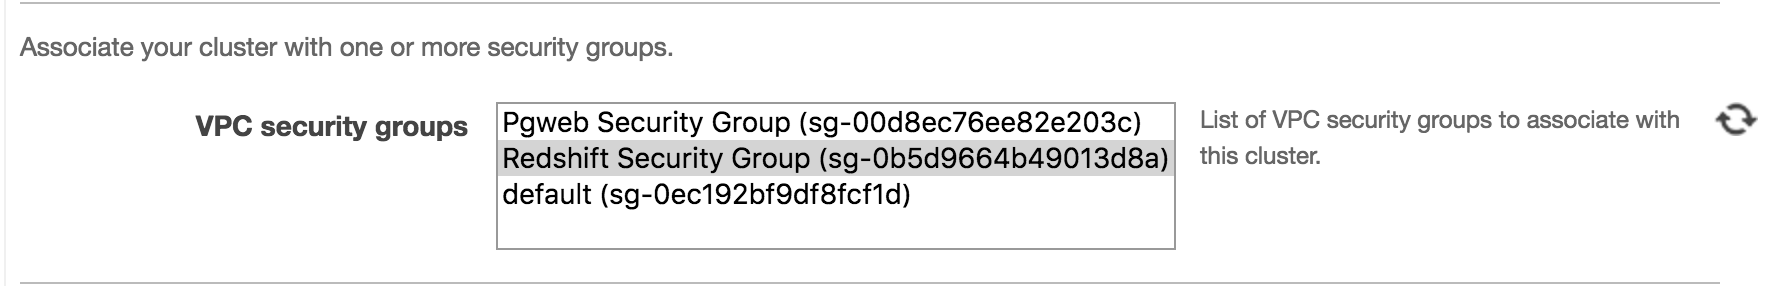 Associate your cluster with one or more security groups.
VPC security groups
Pgweb Security Group (sg-00d8ec76ee82e203c)
Redshift Security Group (sg-0b5d9664b49013d8a)
default (sg-0ec192bf9df8fcf1d)
List of VPC security groups to associate with
this cluster.